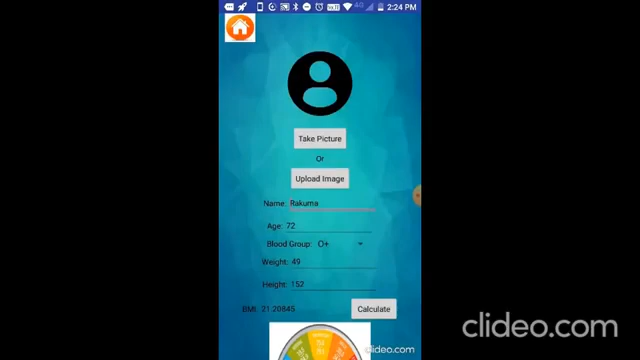 2:24 PM
Take Picture
Or
Upload Image
Name: Rakuma
Age: 72
Blood Group: O+
Weight: 49
Height: 152
BMI: 21.20845 Calculate
clideo.com
clideo.com